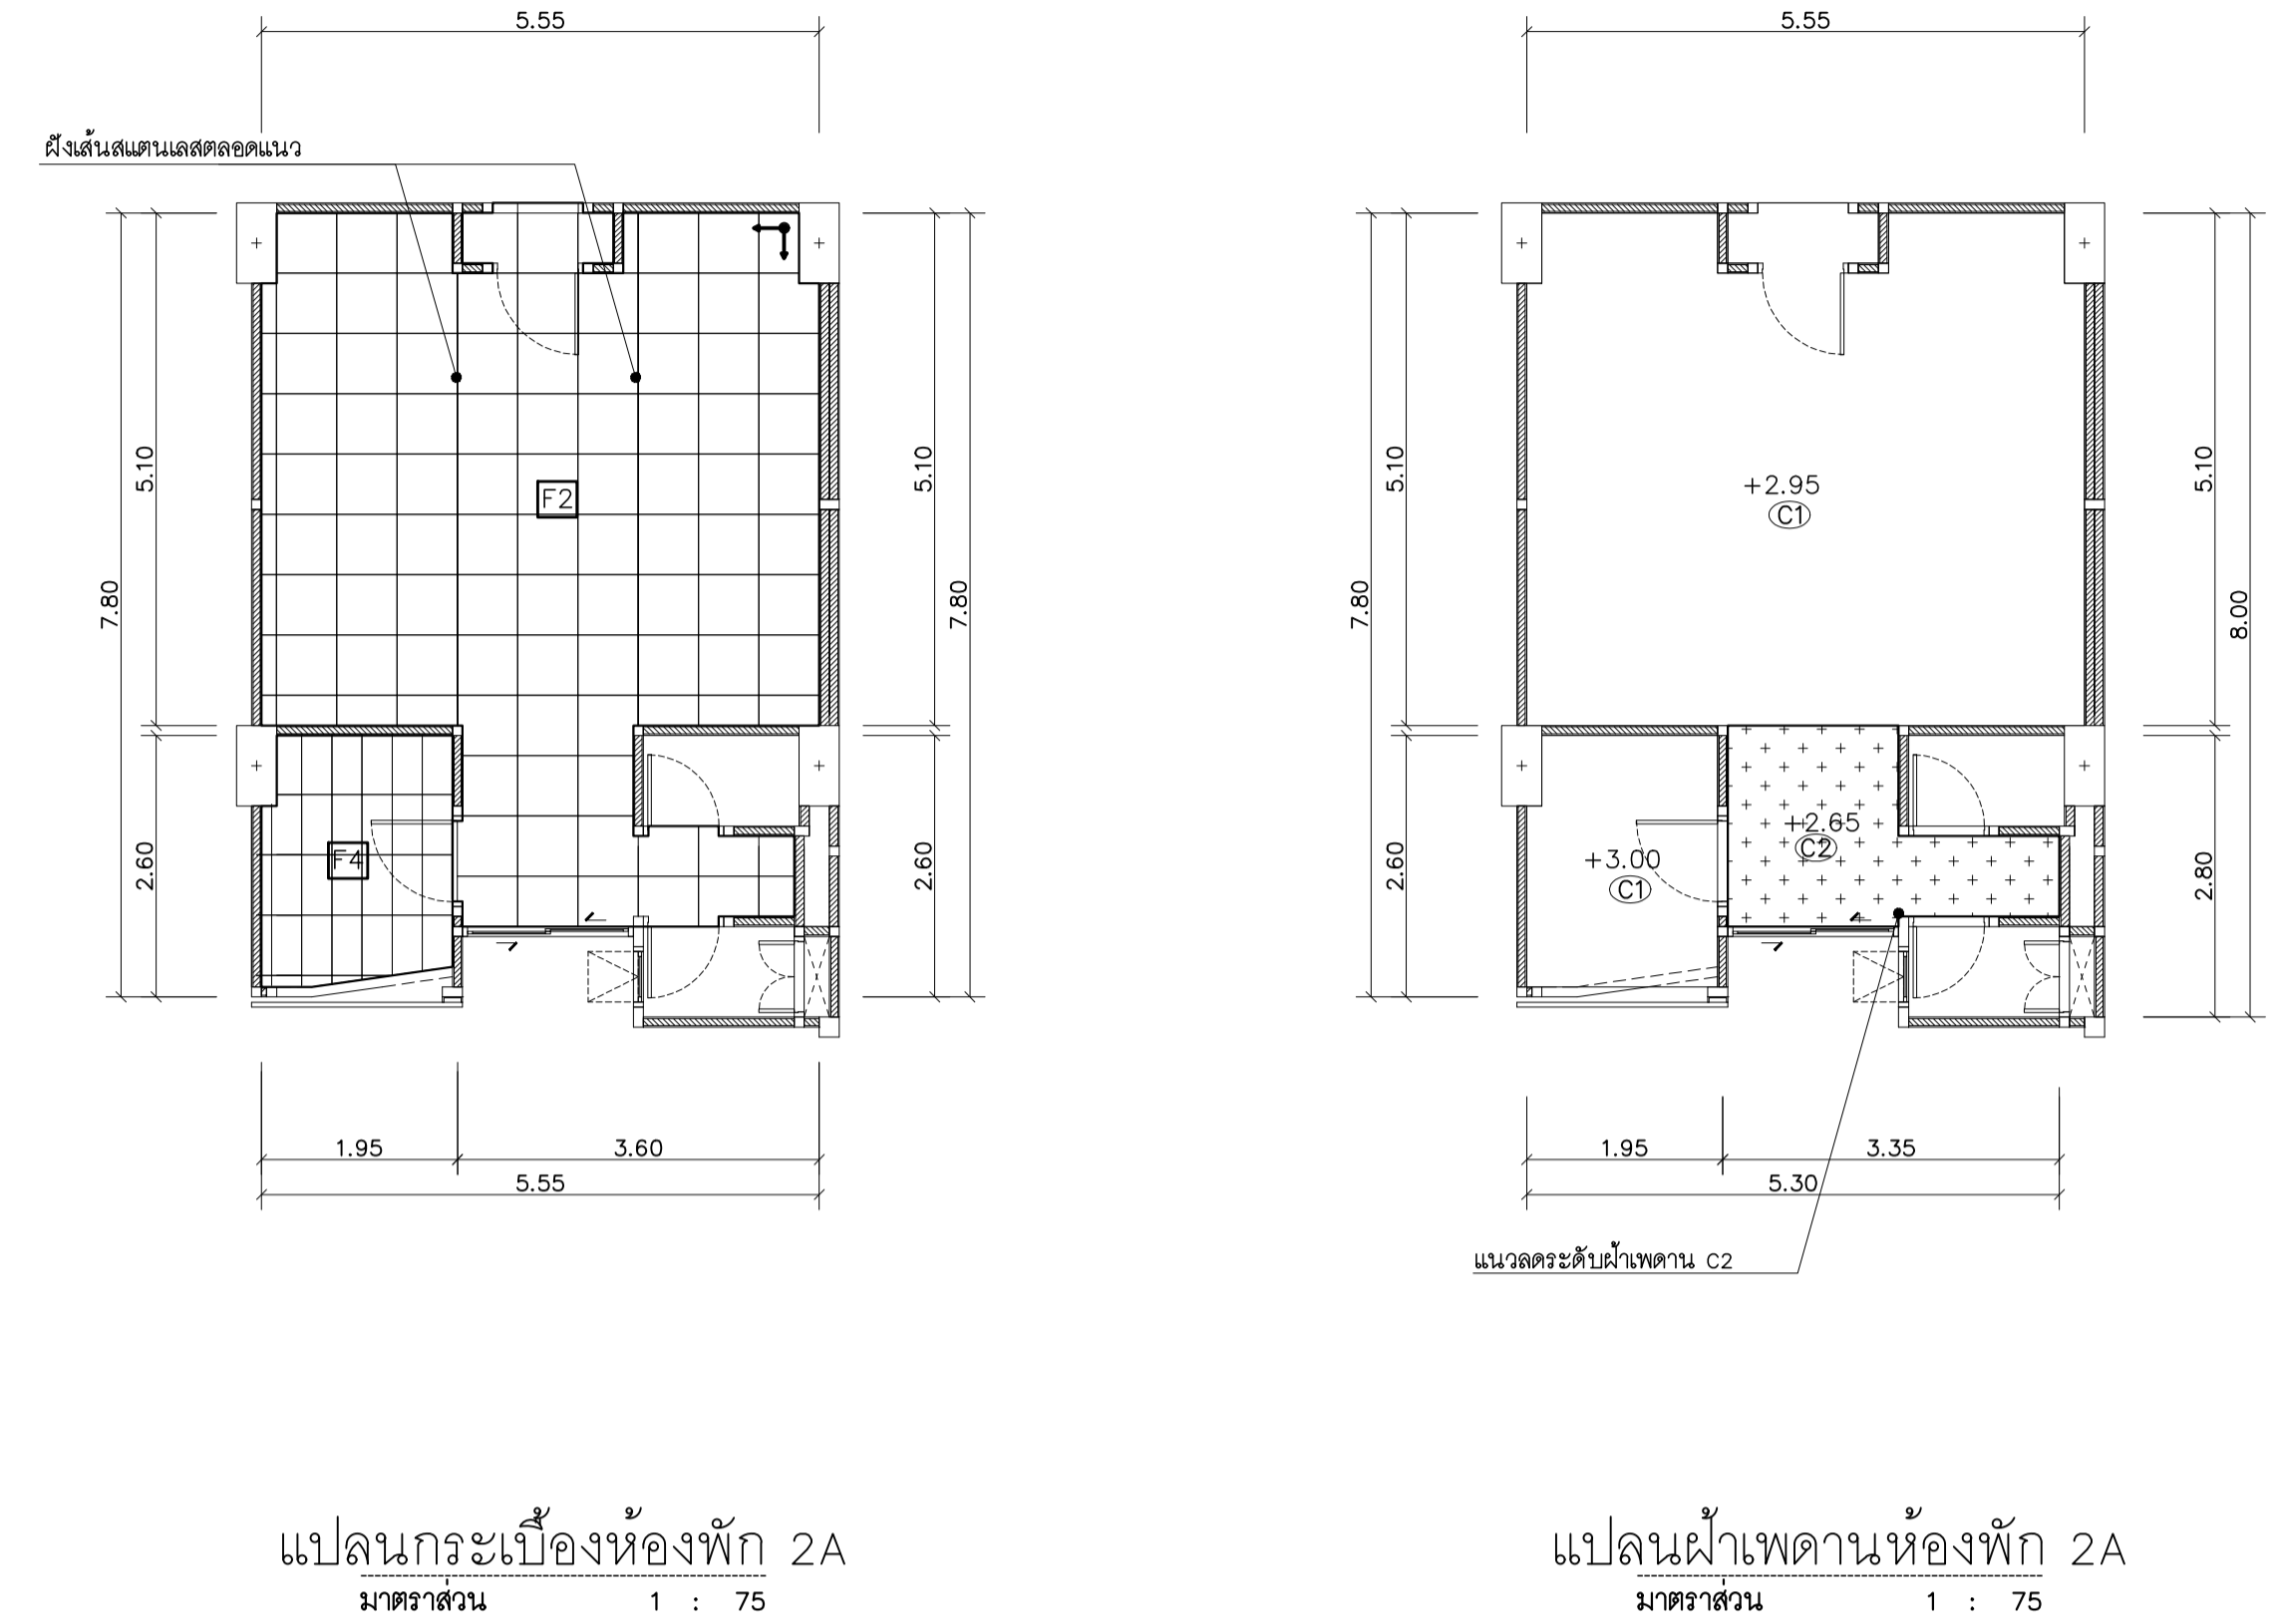 5.55
ฝังเส้นสแตนเลสตลอดแนว
F2
5.10
7.80
5.10
7.80
2.60
F4
2.60
1.95
3.60
5.55
แปลนกระเบื้องห้องพัก 2A
มาตราส่วน 1 : 75
5.55
+2.95
C1
5.10
7.80
5.10
8.00
+2.65
C2
+3.00
C1
2.60
2.80
1.95
3.35
5.30
แนวลดระดับฝ้าเพดาน C2
แปลนฝ้าเพดานห้องพัก 2A
มาตราส่วน 1 : 75